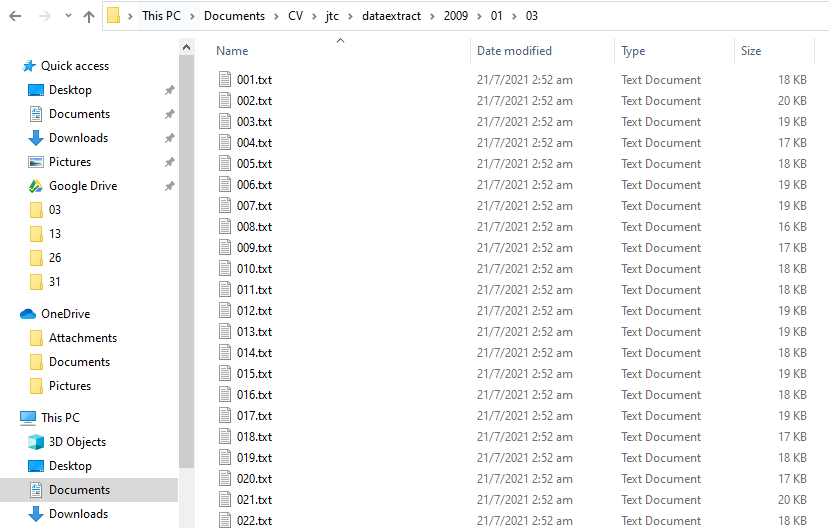 This PC > Documents > CV > jtc > dataextract > 2009 > 01 > 03
Name Date modified Type Size
Quick access
Desktop
Documents
Downloads
Pictures
Google Drive
03
13
26
31
OneDrive
Attachments
Documents
Pictures
This PC
3D Objects
Desktop
Documents
Downloads
001.txt 21/7/2021 2:52 am Text Document 18 KB
002.txt 21/7/2021 2:52 am Text Document 20 KB
003.txt 21/7/2021 2:52 am Text Document 19 KB
004.txt 21/7/2021 2:52 am Text Document 17 KB
005.txt 21/7/2021 2:52 am Text Document 18 KB
006.txt 21/7/2021 2:52 am Text Document 19 KB
007.txt 21/7/2021 2:52 am Text Document 19 KB
008.txt 21/7/2021 2:52 am Text Document 16 KB
009.txt 21/7/2021 2:52 am Text Document 17 KB
010.txt 21/7/2021 2:52 am Text Document 18 KB
011.txt 21/7/2021 2:52 am Text Document 18 KB
012.txt 21/7/2021 2:52 am Text Document 19 KB
013.txt 21/7/2021 2:52 am Text Document 19 KB
014.txt 21/7/2021 2:52 am Text Document 18 KB
015.txt 21/7/2021 2:52 am Text Document 19 KB
016.txt 21/7/2021 2:52 am Text Document 18 KB
017.txt 21/7/2021 2:52 am Text Document 19 KB
018.txt 21/7/2021 2:52 am Text Document 17 KB
019.txt 21/7/2021 2:52 am Text Document 18 KB
020.txt 21/7/2021 2:52 am Text Document 17 KB
021.txt 21/7/2021 2:52 am Text Document 20 KB
022.txt 21/7/2021 2:52 am Text Document 18 KB